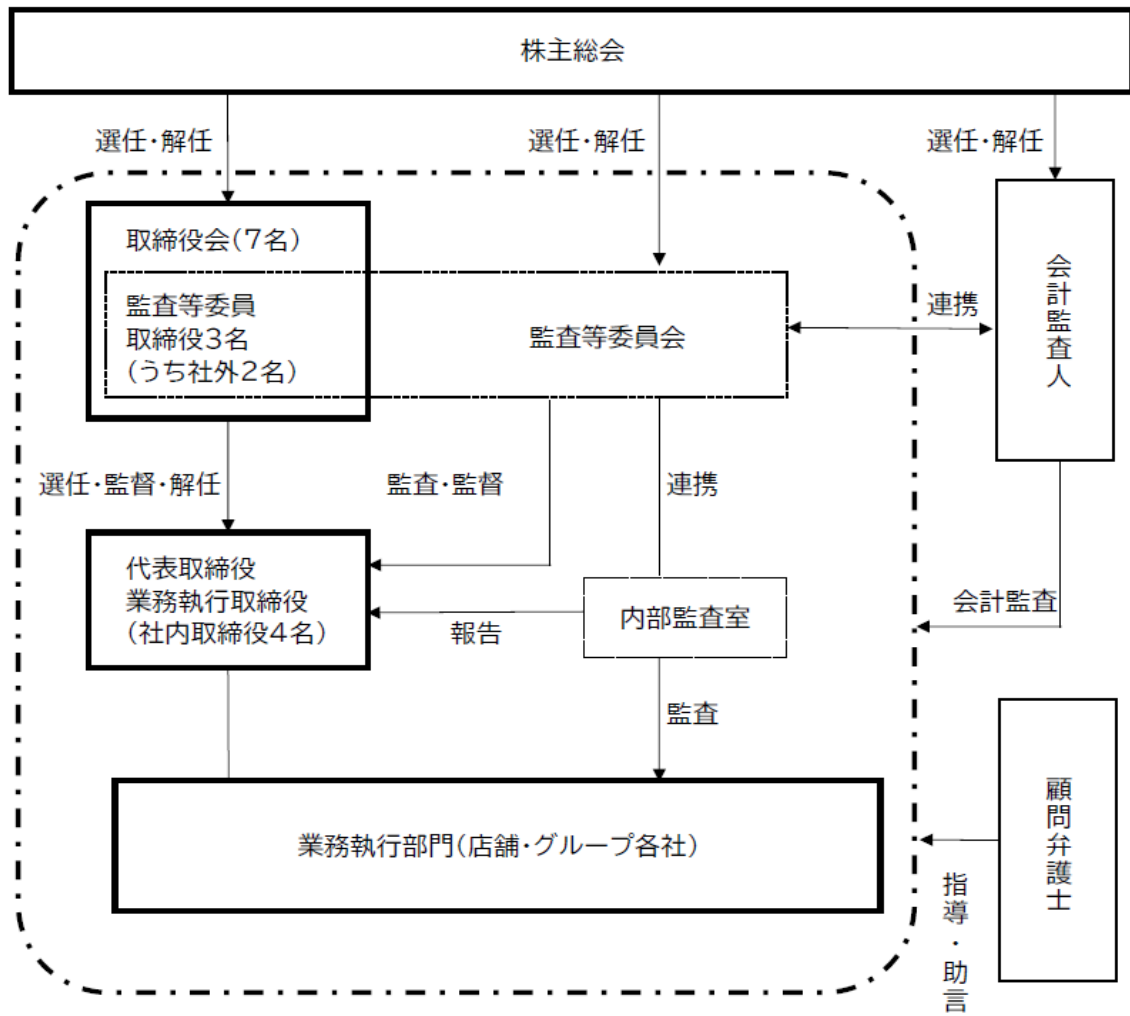 株主総会
選任・解任
選任・解任
選任・解任
取締役会(7名)
監査等委員
取締役3名
(うち社外2名)
監査等委員会
連携
会計監査人
選任・監督・解任
監査・監督
連携
代表取締役
業務執行取締役
(社内取締役4名)
報告
内部監査室
会計監査
監査
業務執行部門(店舗・グループ各社)
顧問弁護士
指導・助言